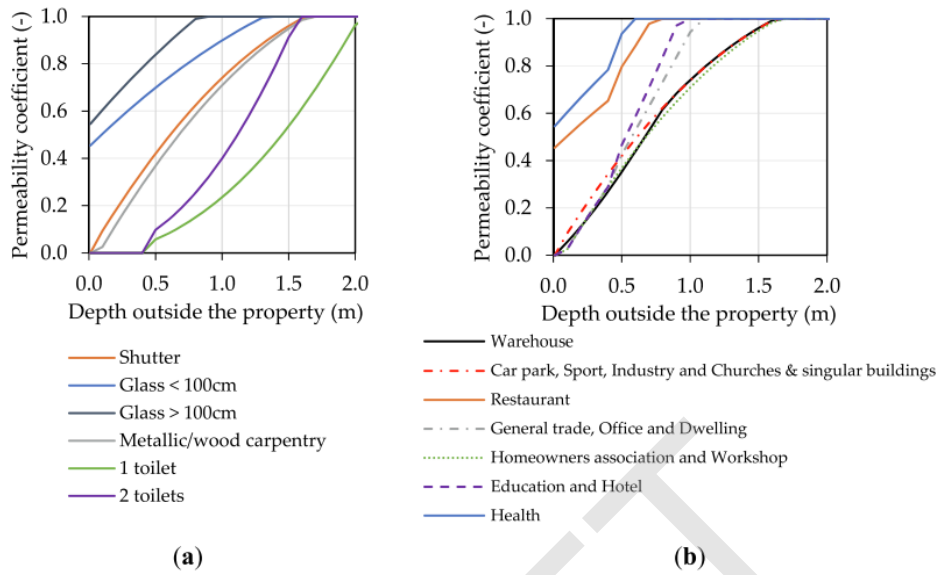 Permeability coefficient (-)
1.0
0.8
0.6
0.4
0.2
0.0
0.0 0.5 1.0 1.5 2.0
Depth outside the property (m)
Shutter
Glass < 100cm
Glass > 100cm
Metallic/wood carpentry
1 toilet
2 toilets
(a)
Permeability coefficient (-)
1.0
0.8
0.6
0.4
0.2
0.0
0.0 0.5 1.0 1.5 2.0
Depth outside the property (m)
Warehouse
Car park, Sport, Industry and Churches & singular buildings
Restaurant
General trade, Office and Dwelling
Homeowners association and Workshop
Education and Hotel
Health
(b)